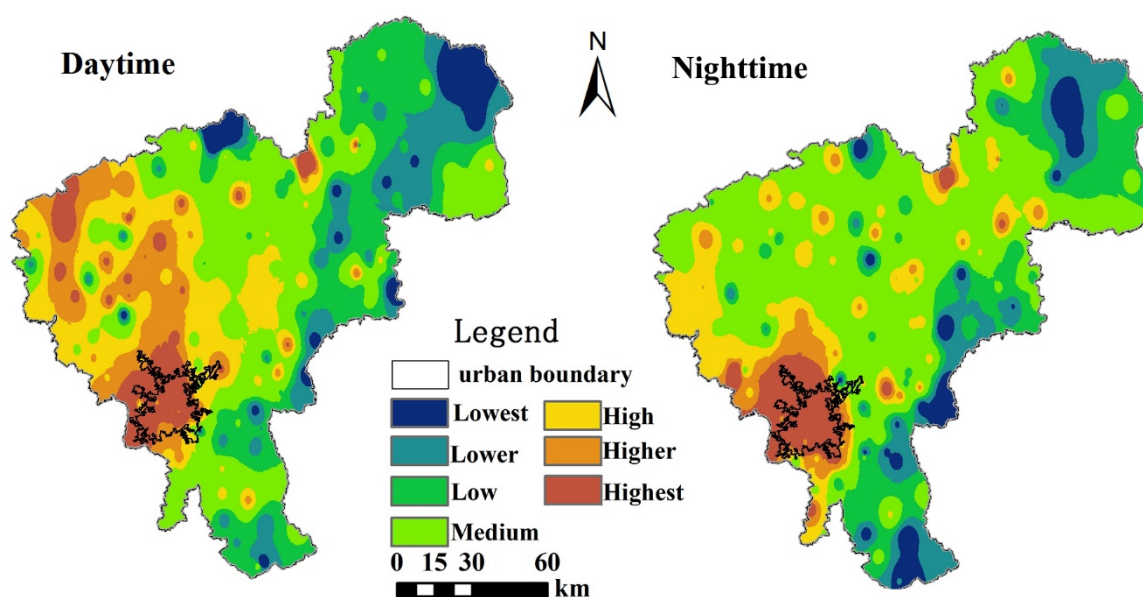 Daytime
N
Nighttime
Legend
urban boundary
Lowest
High
Lower
Higher
Low
Highest
Medium
0 15 30 60
km